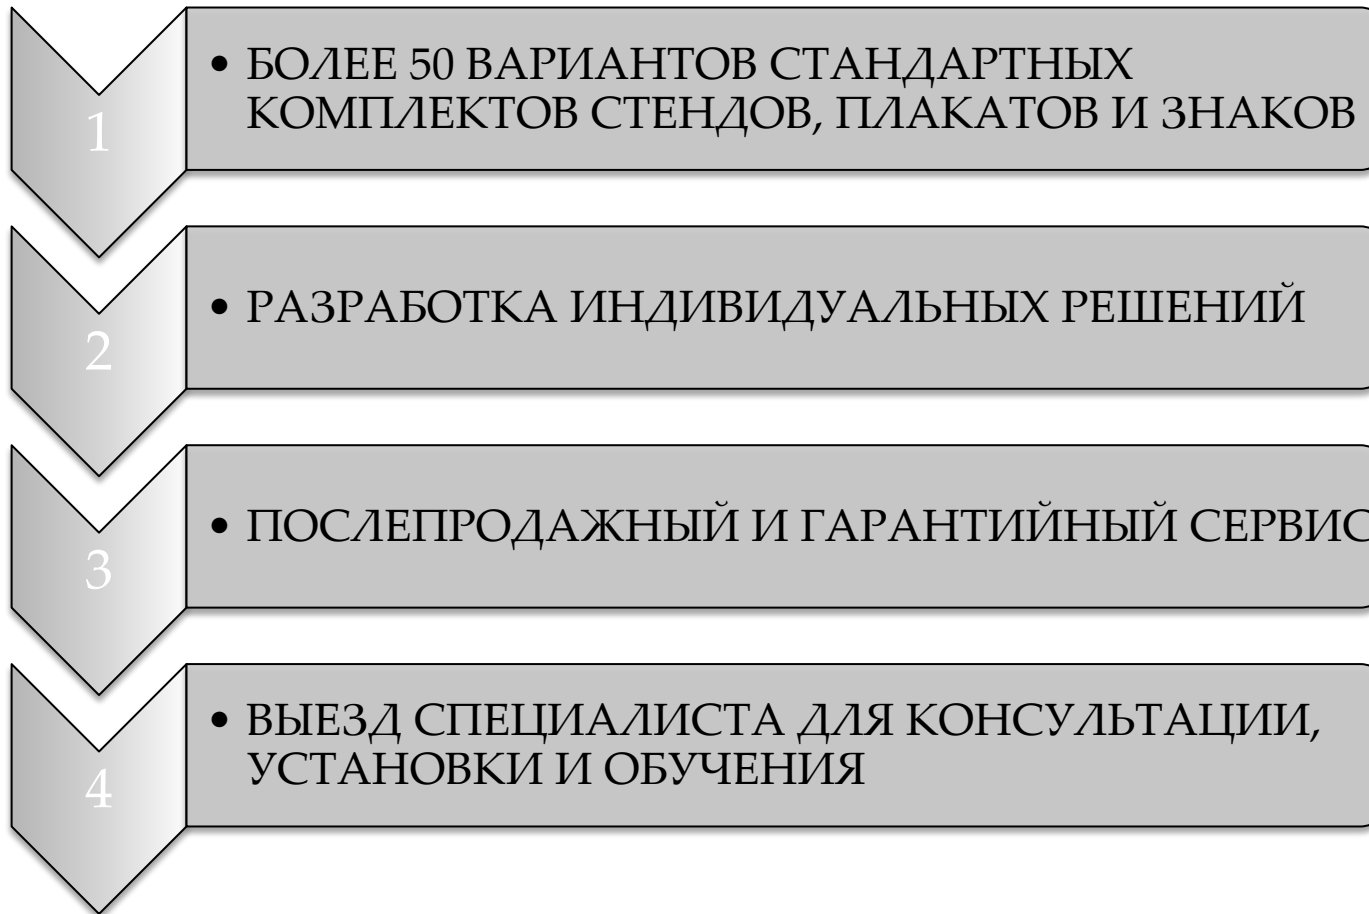 1
• БОЛЕЕ 50 ВАРИАНТОВ СТАНДАРТНЫХ
КОМПЛЕКТОВ СТЕНДОВ, ПЛАКАТОВ И ЗНАКОВ
2
• РАЗРАБОТКА ИНДИВИДУАЛЬНЫХ РЕШЕНИЙ
3
• ПОСЛЕПРОДАЖНЫЙ И ГАРАНТИЙНЫЙ СЕРВИС
4
• ВЫЕЗД СПЕЦИАЛИСТА ДЛЯ КОНСУЛЬТАЦИИ,
УСТАНОВКИ И ОБУЧЕНИЯ